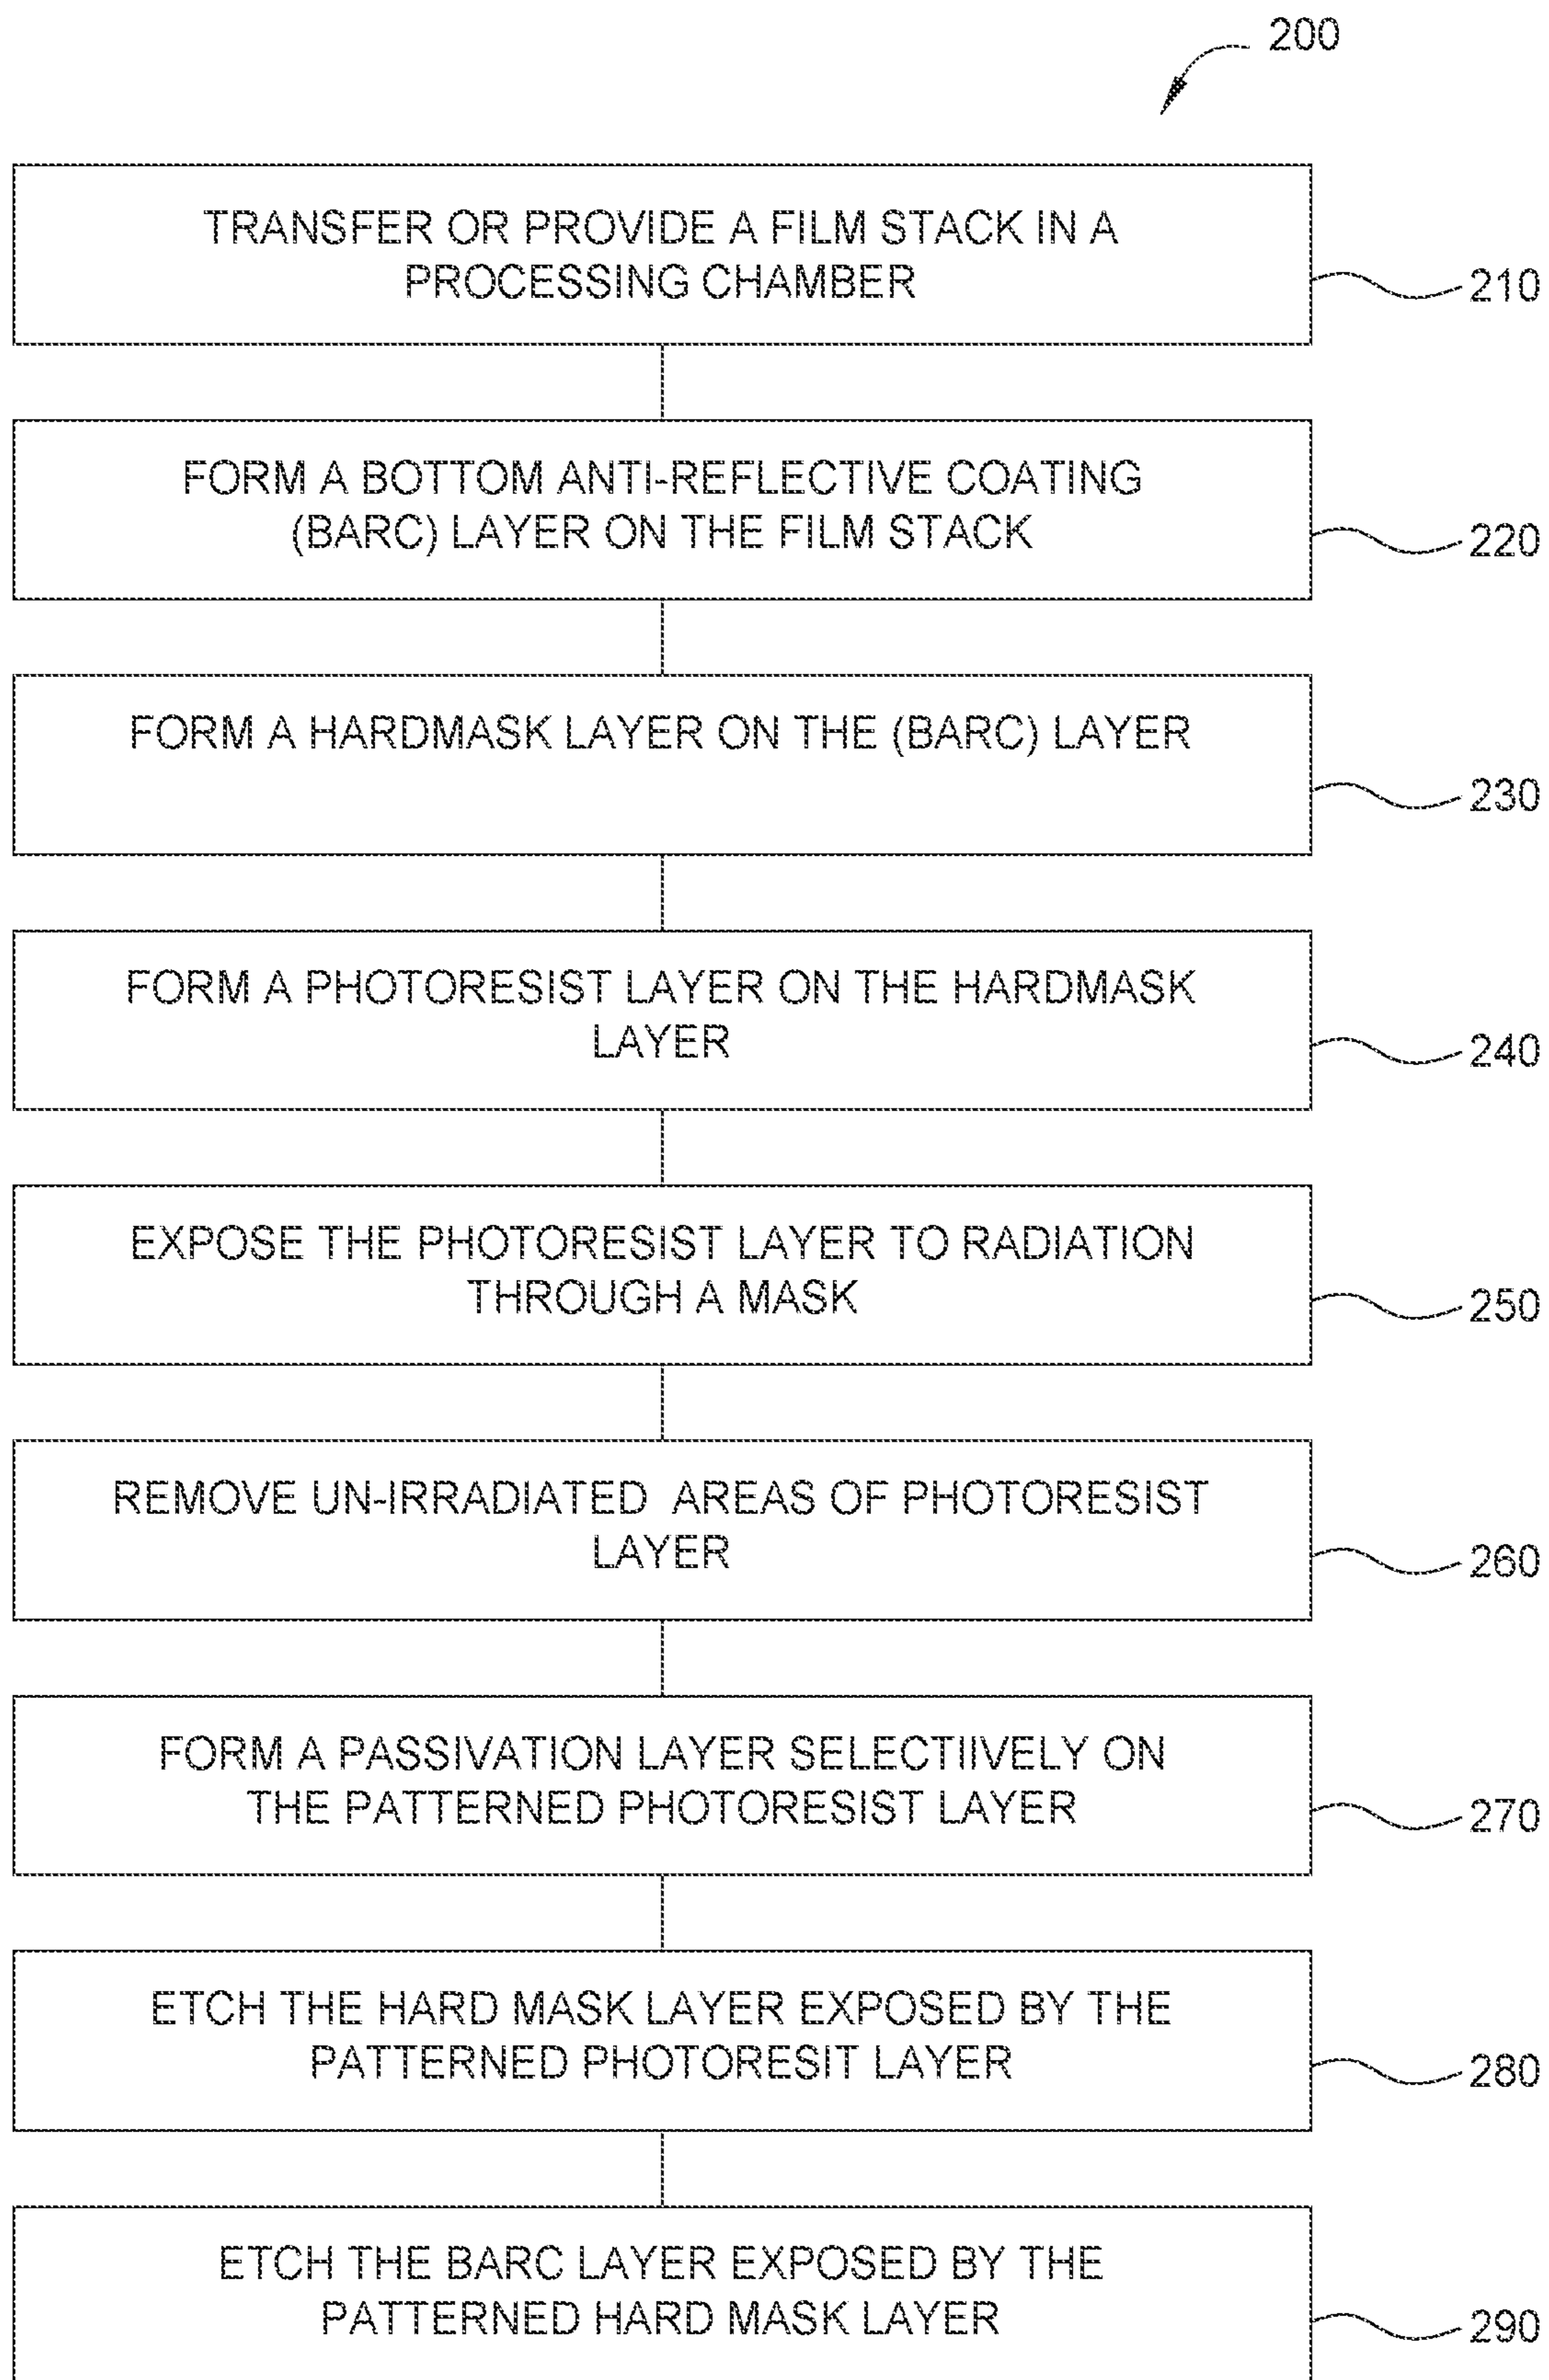 200
TRANSFER OR PROVIDE A FILM STACK IN A
PROCESSING CHAMBER
210
FORM A BOTTOM ANTI-REFLECTIVE COATING
(BARC) LAYER ON THE FILM STACK
220
FORM A HARDMASK LAYER ON THE (BARC) LAYER
230
FORM A PHOTORESIST LAYER ON THE HARDMASK
LAYER
240
EXPOSE THE PHOTORESIST LAYER TO RADIATION
THROUGH A MASK
250
REMOVE UN-IRRADIATED AREAS OF PHOTORESIST
LAYER
260
FORM A PASSIVATION LAYER SELECTIIVELY ON
THE PATTERNED PHOTORESIST LAYER
270
ETCH THE HARD MASK LAYER EXPOSED BY THE
PATTERNED PHOTORESIT LAYER
280
ETCH THE BARC LAYER EXPOSED BY THE
PATTERNED HARD MASK LAYER
290